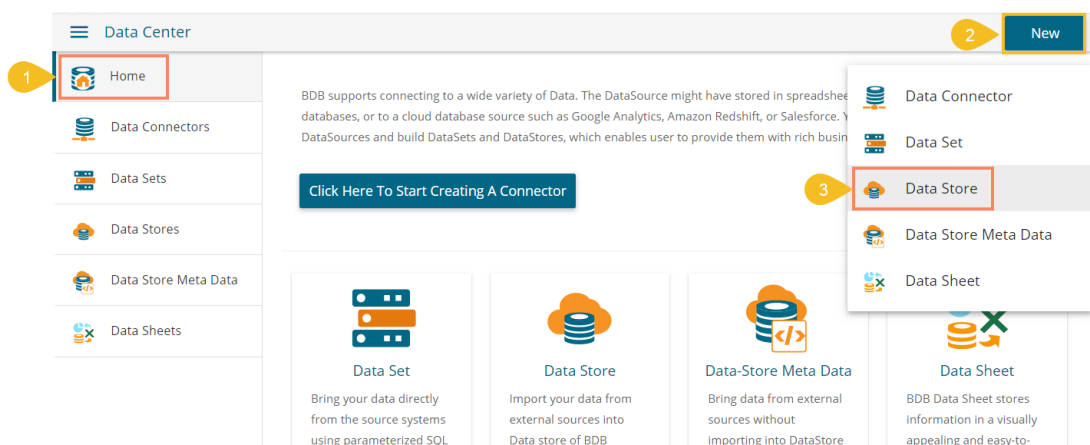 Data Center
2
New
1
Home
Data Connectors
Data Sets
Data Stores
Data Store Meta Data
Data Sheets
BDB supports connecting to a wide variety of Data. The DataSource might have stored in
databases, or to a cloud database source such as Google Analytics, Amazon Redshift, or Salesforce.
DataSources and build DataSets and DataStores, which enables user to provide them with rich
Click Here To Start Creating A Connector
Data Connector
Data Set
3
Data Store
Data Store Meta Data
Data Sheet
Data Set
Bring your data directly
from the source systems
using parameterized SQL
Data Store
Import your data from
external sources into
Data store of BDB
Data-Store Meta Data
Bring data from external
sources without
importing into DataStore
Data Sheet
BDB Data Sheet stores
information in a visually
appealing and easy-to-